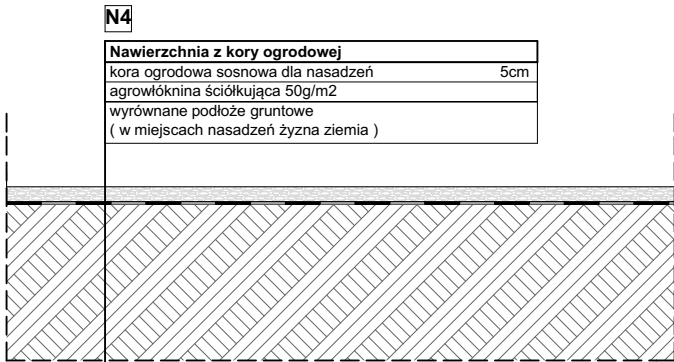 N4
Nawierzchnia z kory ogrodowej
kora ogrodowa sosnowa dla nasadzeń 5cm
agrowłóknina ściółkująca 50g/m2
wyrównane podłoże gruntowe
( w miejscach nasadzeń żyzna ziemia )